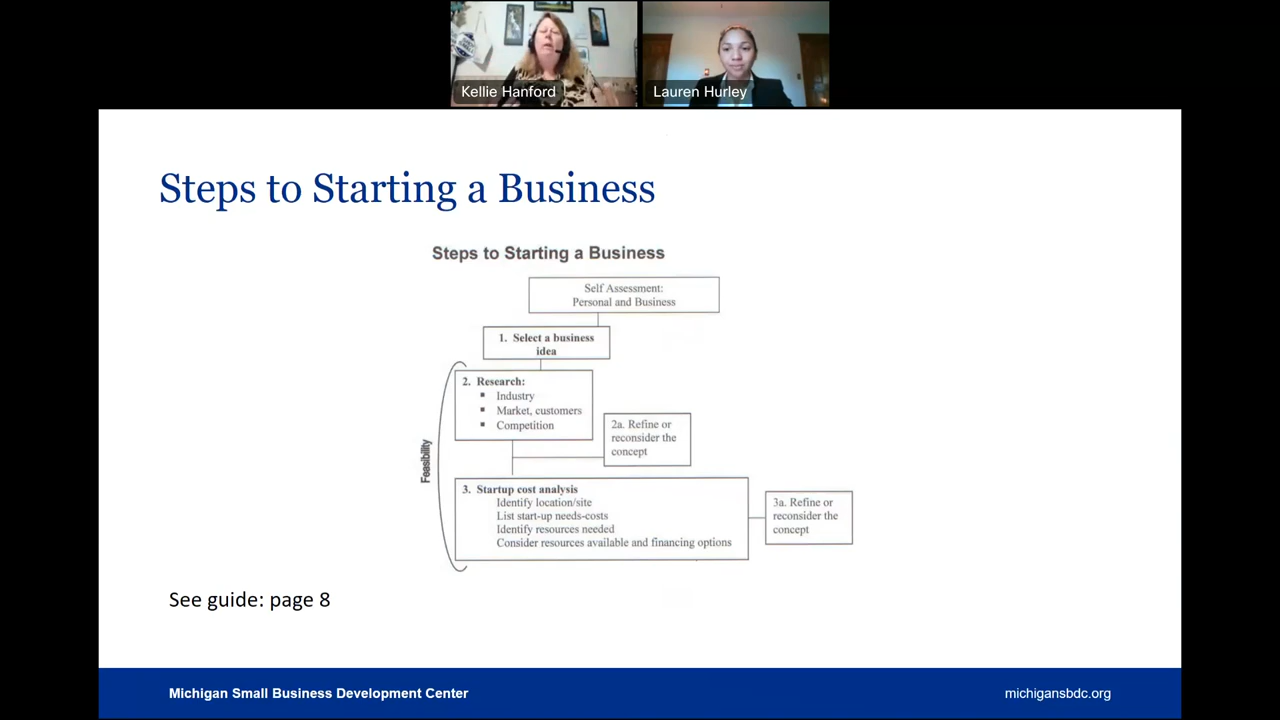 Kellie Hanford
Lauren Hurley
Steps to Starting a Business
Steps to Starting a Business
Self Assessment:
Personal and Business
1. Select a business
idea
2. Research:
▪ Industry
▪ Market, customers
▪ Competition
2a. Refine or
reconsider the
concept
Feasibility
3. Startup cost analysis
Identify location/site
List start-up needs-costs
Identify resources needed
Consider resources available and financing options
3a. Refine or
reconsider the
concept
See guide: page 8
Michigan Small Business Development Center
michigansbdc.org